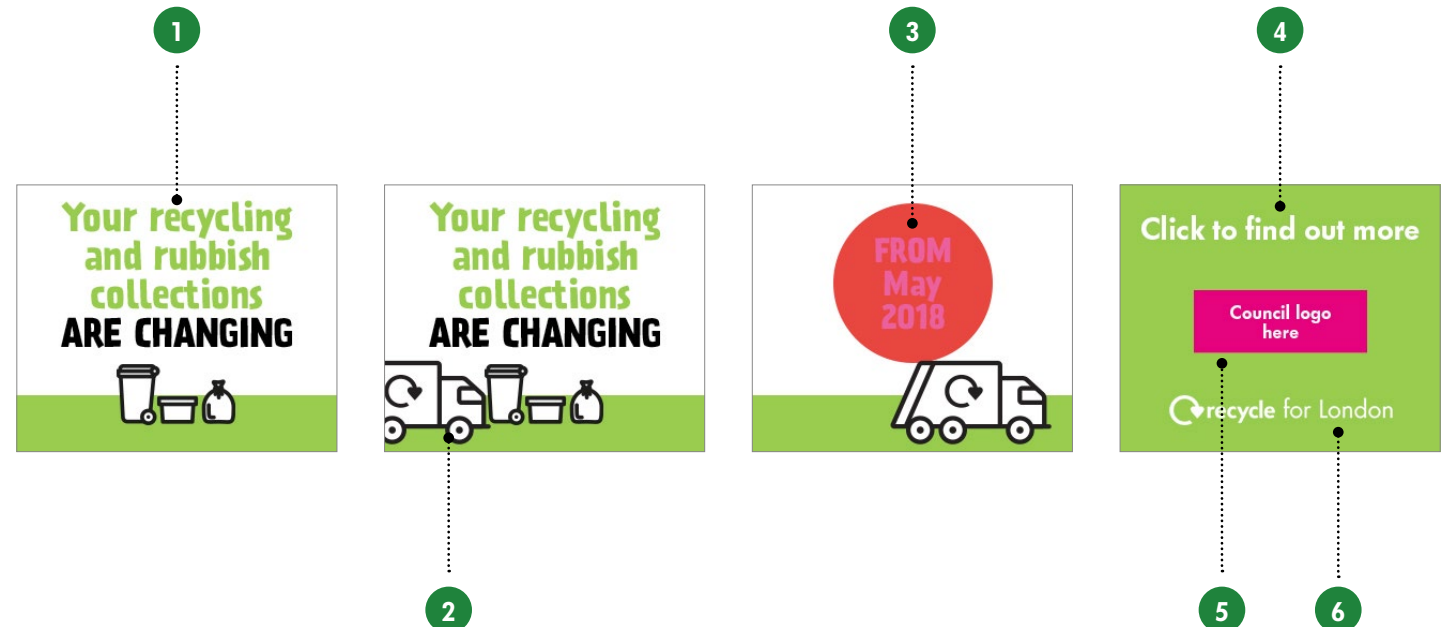 1
3
4
Your recycling
and rubbish
collections
ARE CHANGING
Your recycling
and rubbish
collections
ARE CHANGING
FROM
May
2018
Click to find out more
Council logo
here
recycle for London
2
5
6